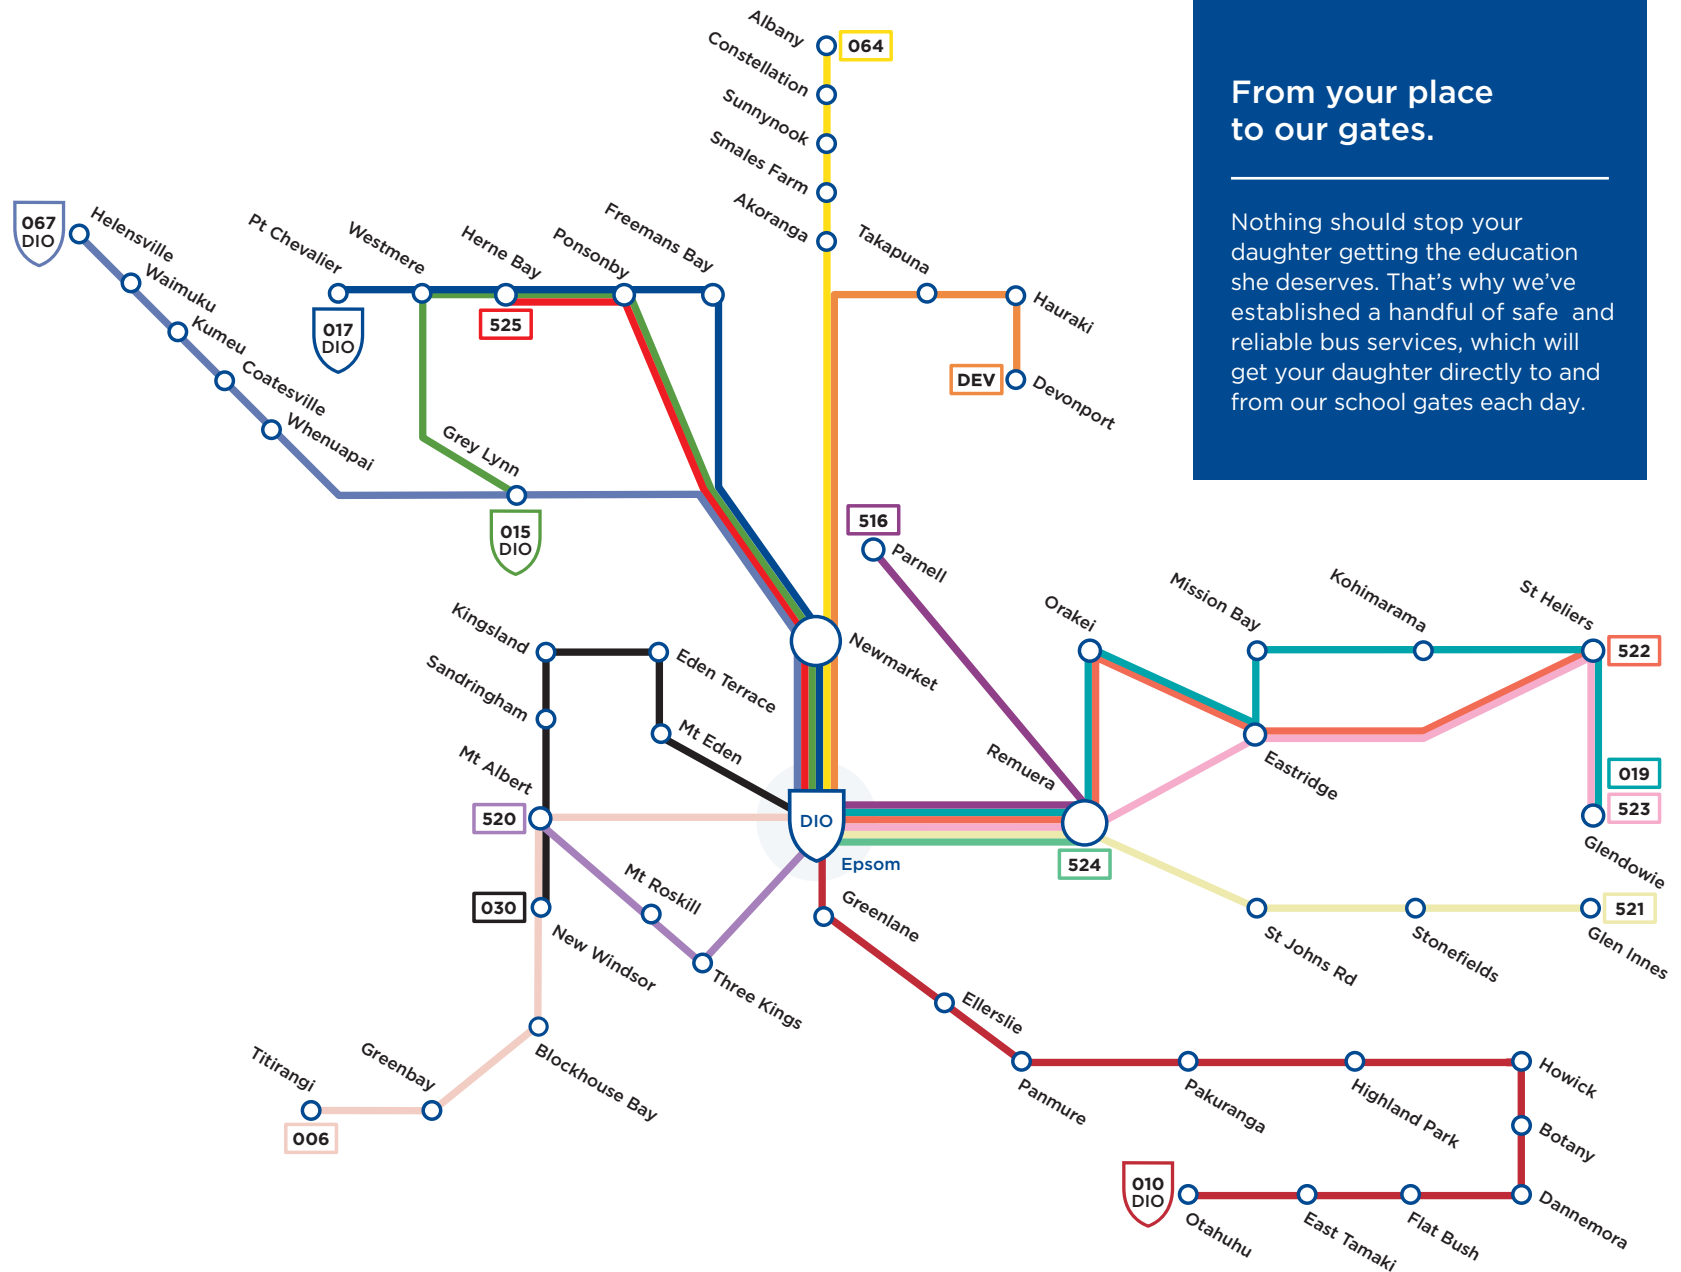 Albany
064
Constellation
Sunnynook
Smales Farm
Akoranga
From your place
to our gates.
Nothing should stop your
daughter getting the education
she deserves. That’s why we’ve
established a handful of safe  and
reliable bus services, which will
get your daughter directly to and
from our school gates each day.
067
DIO
Helensville
Waimuku
Kumeu
Coatesville
Whenuapai
Pt Chevalier
Westmere
Herne Bay
Ponsonby
Freemans Bay
017
DIO
525
Takapuna
Hauraki
DEV
Devonport
Grey Lynn
015
DIO
516
Parnell
Newmarket
Kingsland
Eden Terrace
Sandringham
Mt Eden
Mt Albert
520
Mt Roskill
030
New Windsor
Three Kings
Blockhouse Bay
Greenbay
Titirangi
006
DIO
Epsom
Remuera
524
Orakei
Mission Bay
Kohimarama
St Heliers
522
Eastridge
019
523
Glendowie
521
St Johns Rd
Stonefields
Glen Innes
Greenlane
Ellerslie
Panmure
Pakuranga
Highland Park
Howick
Botany
Dannemora
010
DIO
Otahuhu
East Tamaki
Flat Bush